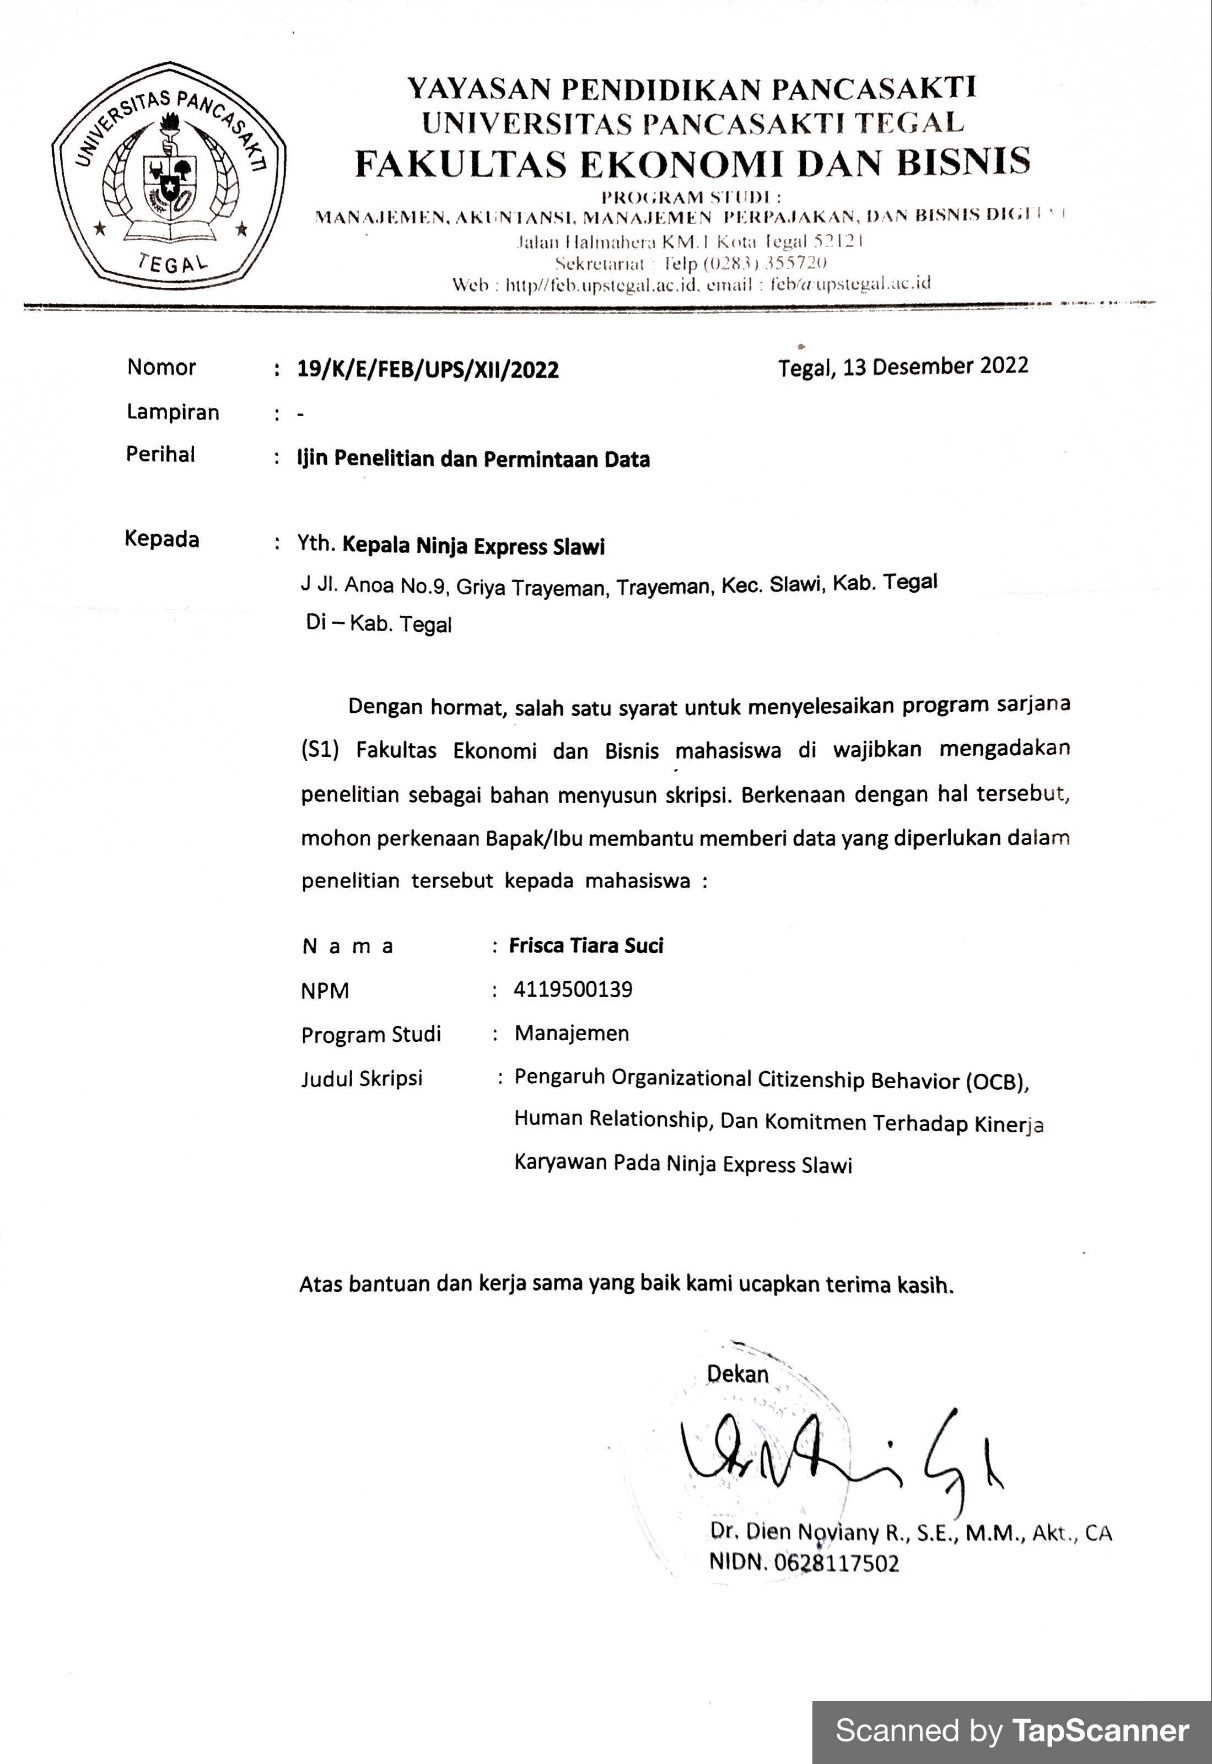 UNIVERSITAS PANCASAKTI
TEGAL
YAYASAN PENDIDIKAN PANCASAKTI
UNIVERSITAS PANCASAKTI TEGAL
FAKULTAS EKONOMI DAN BISNIS
PROGRAM STUDI :
MANAJEMEN, AKUNTANSI, MANAJEMEN PERPAJAKAN, DAN BISNIS
Jalan Halmahera KM.1 Kota Tegal 52121
Sekretariat : Telp (0283) 355720
Web : http//feb.upstegal.ac.id, email : feb@upstegal.ac.id
Nomor : 19/K/E/FEB/UPS/XII/2022 Tegal, 13 Desember 2022
Lampiran : -
Perihal : Ijin Penelitian dan Permintaan Data
Kepada : Yth. Kepala Ninja Express Slawi
J Jl. Anoa No.9, Griya Trayeman, Trayeman, Kec. Slawi, Kab. Tegal
Di – Kab. Tegal
Dengan hormat, salah satu syarat untuk menyelesaikan program sarjana
(S1) Fakultas Ekonomi dan Bisnis mahasiswa di wajibkan mengadakan
penelitian sebagai bahan menyusun skripsi. Berkenaan dengan hal tersebut,
mohon perkenaan Bapak/Ibu membantu memberi data yang diperlukan dalam
penelitian tersebut kepada mahasiswa :
N a m a : Frisca Tiara Suci
NPM : 4119500139
Program Studi : Manajemen
Judul Skripsi : Pengaruh Organizational Citizenship Behavior (OCB),
Human Relationship, Dan Komitmen Terhadap Kinerja
Karyawan Pada Ninja Express Slawi
Atas bantuan dan kerja sama yang baik kami ucapkan terima kasih.
Dekan
Dr. Dien Noviany R., S.E., M.M., Akt., CA
NIDN. 0628117502
Scanned by TapScanner